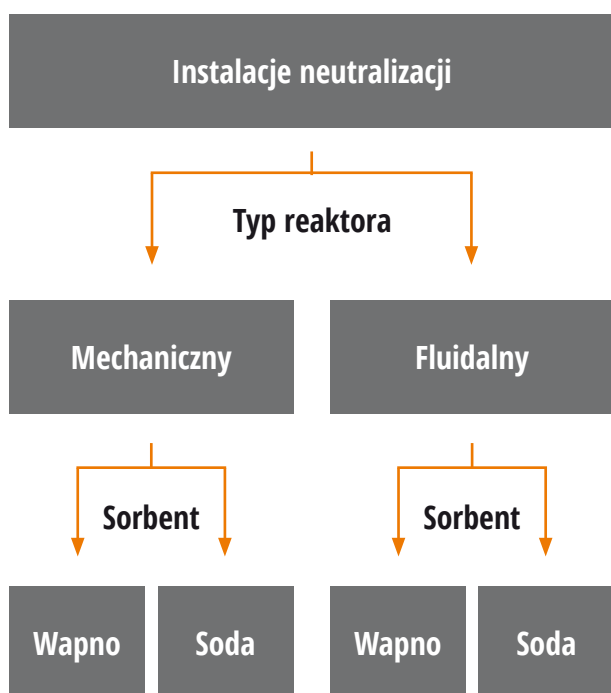 Instalacje neutralizacji
Typ reaktora
Mechaniczny
Fluidalny
Sorbent
Sorbent
Wapno
Soda
Wapno
Soda